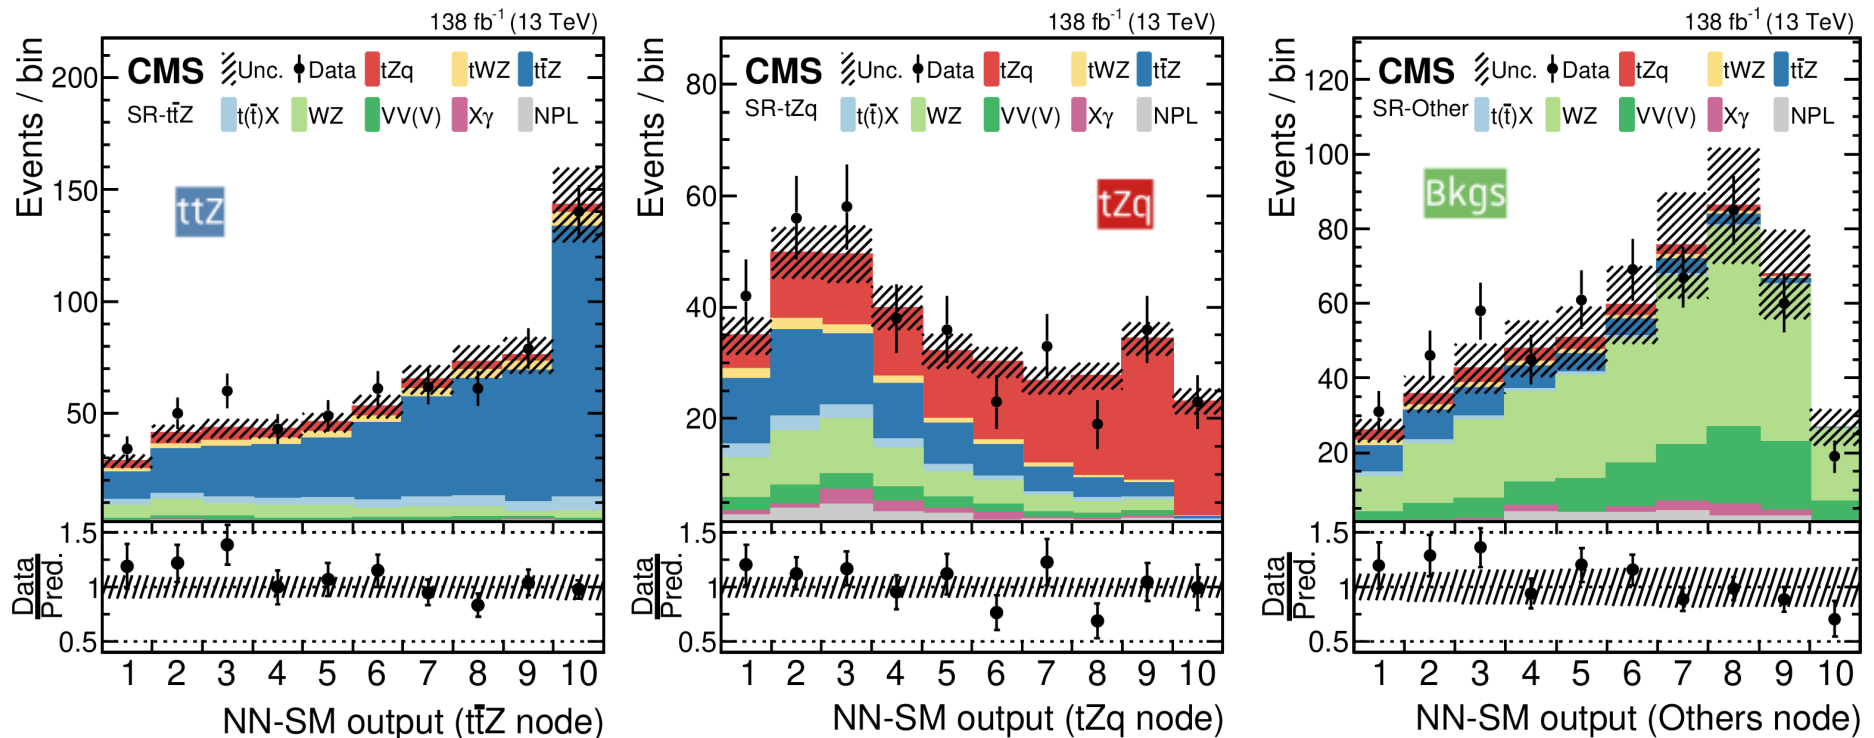 138 fb⁻¹ (13 TeV)
Events / bin
200
150
100
50
CMS Unc. Data tZq tWZ tt̄Z
SR-tt̄Z t(t̄)X WZ VV(V) Xγ NPL
ttZ
Data
Pred.
1.5
1
0.5
1 2 3 4 5 6 7 8 9 10
NN-SM output (tt̄Z node)
138 fb⁻¹ (13 TeV)
Events / bin
80
60
40
20
CMS Unc. Data tZq tWZ tt̄Z
SR-tZq t(t̄)X WZ VV(V) Xγ NPL
tZq
Data
Pred.
1.5
1
0.5
1 2 3 4 5 6 7 8 9 10
NN-SM output (tZq node)
138 fb⁻¹ (13 TeV)
Events / bin
120
100
80
60
40
20
CMS Unc. Data tZq tWZ tt̄Z
SR-Other t(t̄)X WZ VV(V) Xγ NPL
Bkgs
Data
Pred.
1.5
1
0.5
1 2 3 4 5 6 7 8 9 10
NN-SM output (Others node)